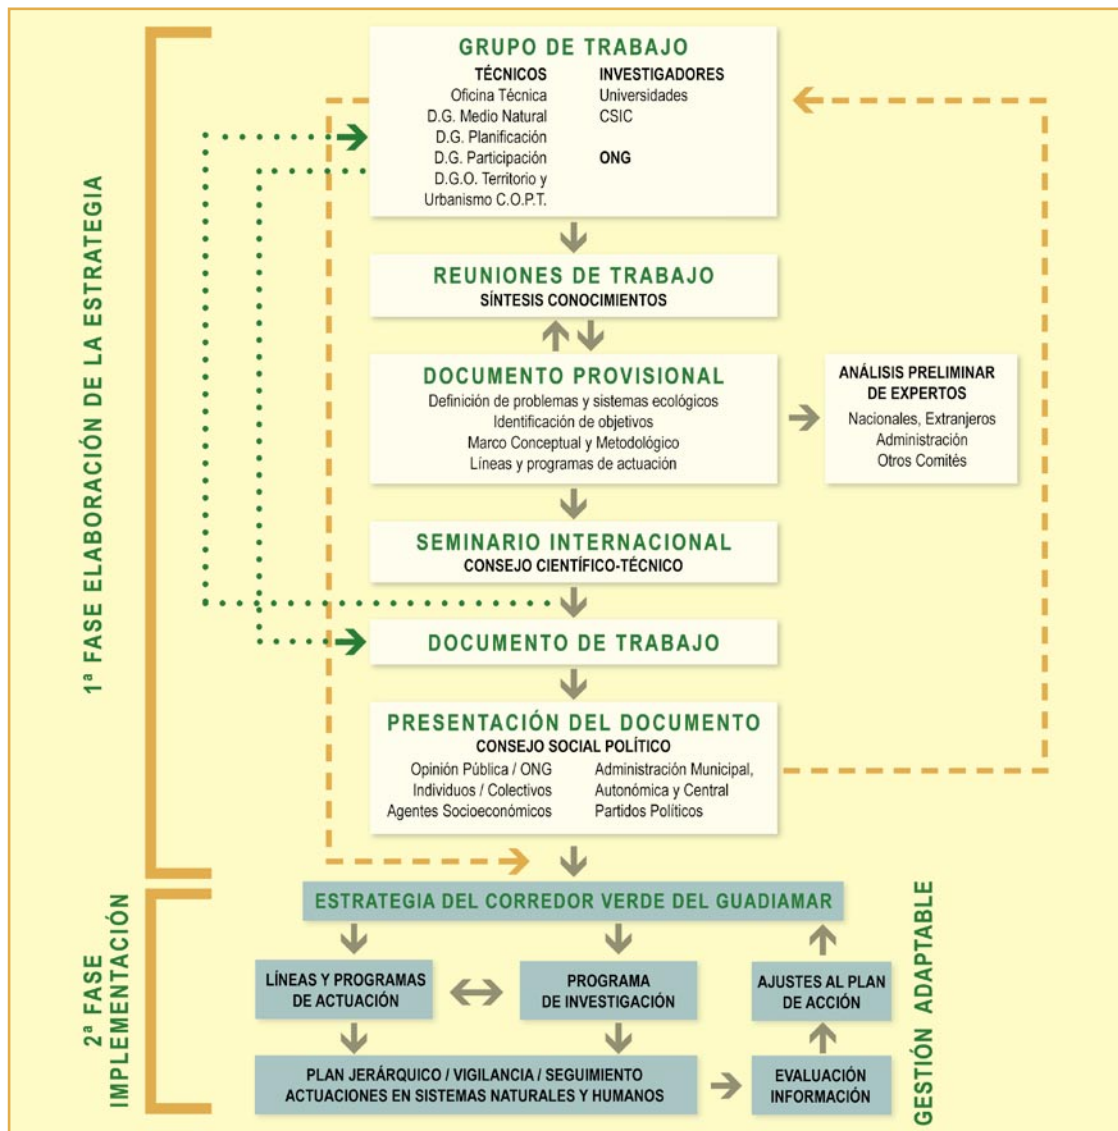 GRUPO DE TRABAJO
TÉCNICOS
Oficina Técnica
D.G. Medio Natural
D.G. Planificación
D.G. Participación
D.G.O. Territorio y
Urbanismo C.O.P.T.
INVESTIGADORES
Universidades
CSIC
ONG
REUNIONES DE TRABAJO
SÍNTESIS CONOCIMIENTOS
DOCUMENTO PROVISIONAL
Definición de problemas y sistemas ecológicos
Identificación de objetivos
Marco Conceptual y Metodológico
Líneas y programas de actuación
ANÁLISIS PRELIMINAR
DE EXPERTOS
Nacionales, Extranjeros
Administración
Otros Comités
SEMINARIO INTERNACIONAL
CONSEJO CIENTÍFICO-TÉCNICO
DOCUMENTO DE TRABAJO
PRESENTACIÓN DEL DOCUMENTO
CONSEJO SOCIAL POLÍTICO
Opinión Pública / ONG
Individuos / Colectivos
Agentes Socioeconómicos
Administración Municipal,
Autonómica y Central
Partidos Políticos
1ª FASE ELABORACIÓN DE LA ESTRATEGIA
ESTRATEGIA DEL CORREDOR VERDE DEL GUADIAMAR
LÍNEAS Y PROGRAMAS
DE ACTUACIÓN
PROGRAMA
DE INVESTIGACIÓN
AJUSTES AL PLAN
DE ACCIÓN
PLAN JERÁRQUICO / VIGILANCIA / SEGUIMIENTO
ACTUACIONES EN SISTEMAS NATURALES Y HUMANOS
EVALUACIÓN
INFORMACIÓN
2ª FASE
IMPLEMENTACIÓN
GESTIÓN ADAPTABLE